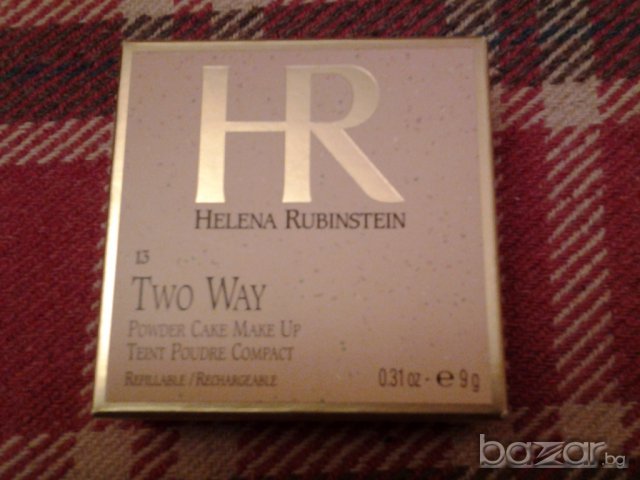 HR
HELENA RUBINSTEIN
13
TWO WAY
POWDER CAKE MAKE UP
TEINT POUDRE COMPACT
REFILLABLE/RECHARGEABLE
0.31 oz - ℮ 9 g
bazar.bg